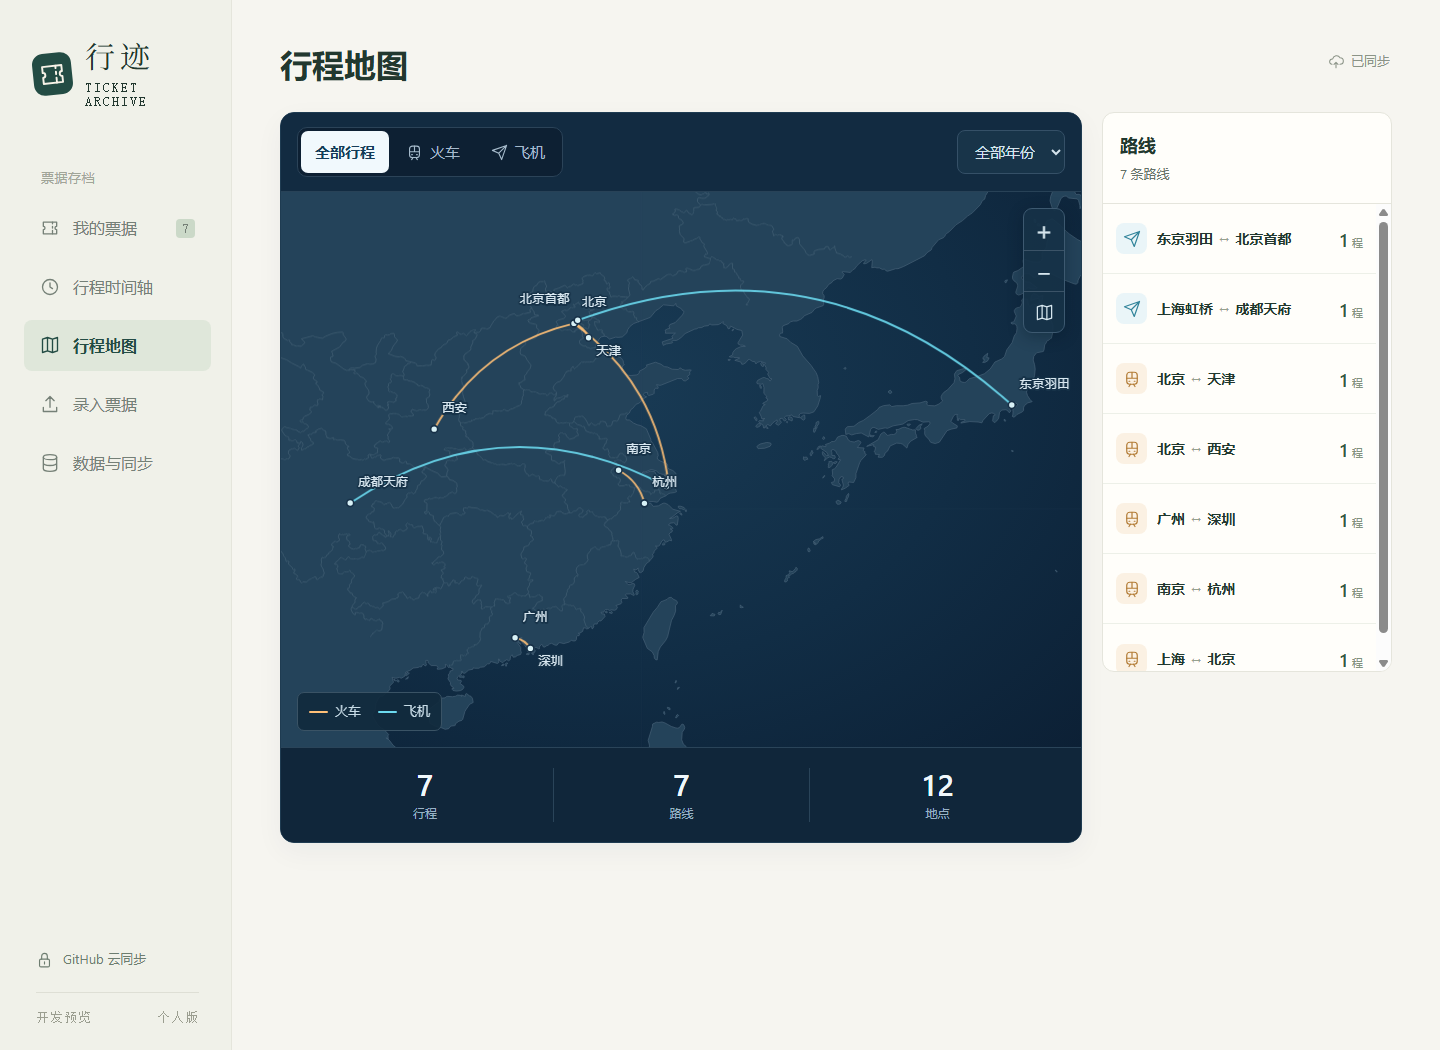 行迹
TICKET
ARCHIVE
票据存档
我的票据 7
行程时间轴
行程地图
录入票据
数据与同步
GitHub 云同步
开发预览 个人版
行程地图
已同步
全部行程 火车 飞机
全部年份
+
−
北京首都 北京
天津
东京羽田
西安
南京
成都天府
杭州
广州
深圳
火车 飞机
7
行程
7
路线
12
地点
路线
7 条路线
东京羽田 ↔ 北京首都 1 程
上海虹桥 ↔ 成都天府 1 程
北京 ↔ 天津 1 程
北京 ↔ 西安 1 程
广州 ↔ 深圳 1 程
南京 ↔ 杭州 1 程
上海 ↔ 北京 1 程